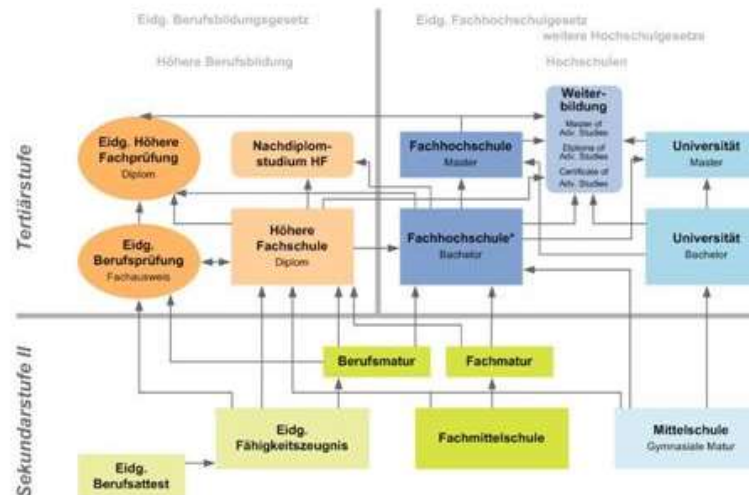 Eidg. Berufsbildungsgesetz
Eidg. Fachhochschulgesetz
weitere Hochschulgesetze
Höhere Berufsbildung
Hochschulen
Tertiärstufe
Eidg. Höhere
Fachprüfung
Diplom
Nachdiplom-
studium HF
Fachhochschule
Master
Weiter-
bildung
Master of
Adv. Studies
Diploma of
Adv. Studies
Certificate of
Adv. Studies
Universität
Master
Eidg.
Berufsprüfung
Fachausweis
Höhere
Fachschule
Diplom
Fachhochschule*
Bachelor
Universität
Bachelor
Sekundarstufe II
Berufsmatur
Fachmatur
Eidg.
Fähigkeitszeugnis
Fachmittelschule
Mittelschule
Gymnasiale Matur
Eidg.
Berufsattest